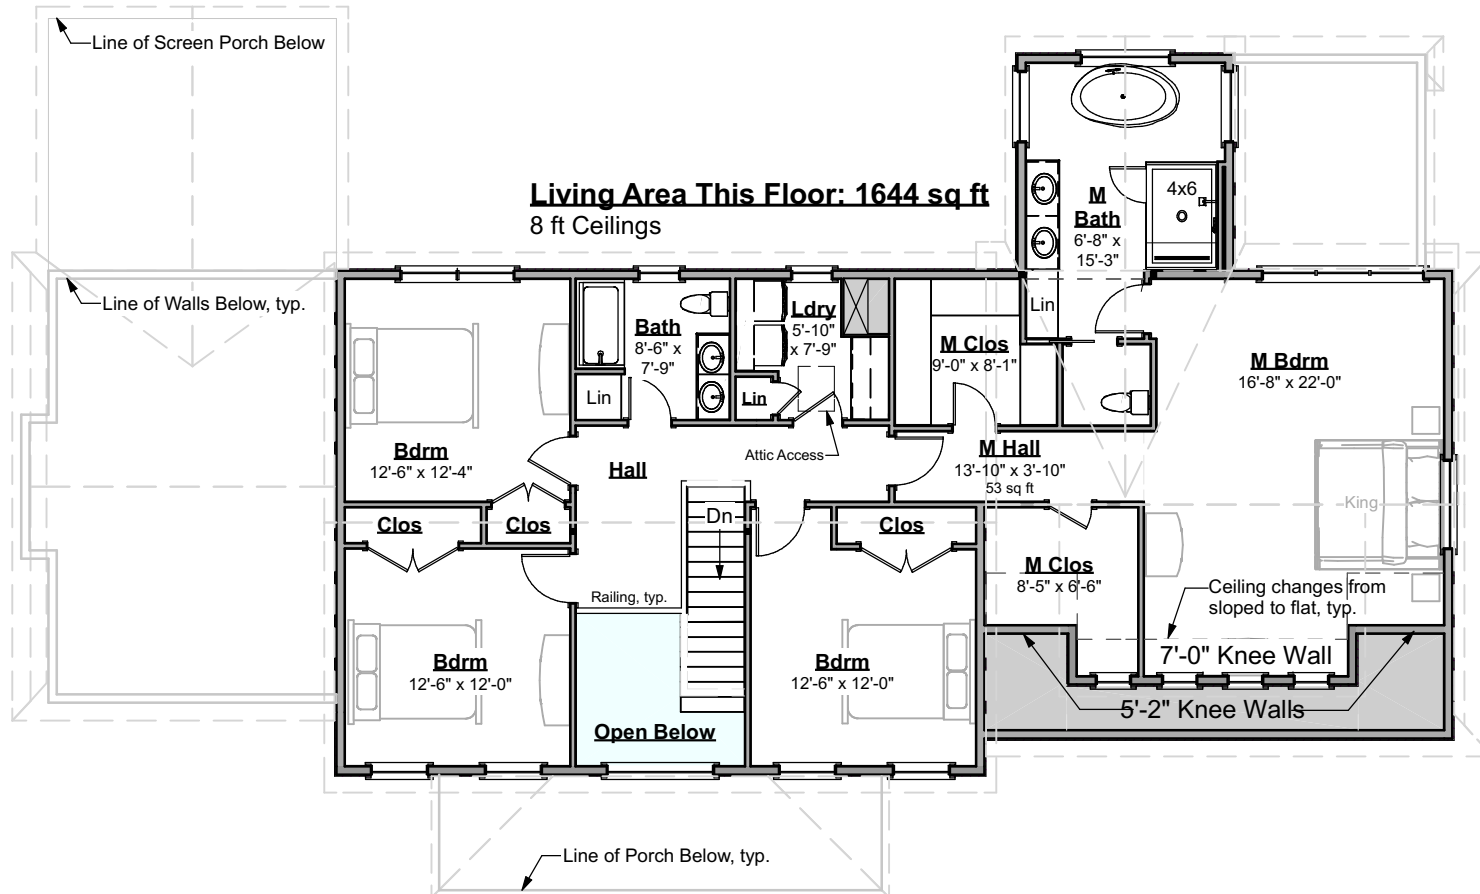 Line of Screen Porch Below
Living Area This Floor: 1644 sq ft
8 ft Ceilings
4x6
M
Bath
6'-8" x
15'-3"
Line of Walls Below, typ.
Bath
8'-6" x
7'-9"
Ldry
5'-10"
x 7'-9"
Lin
M Clos
9'-0" x 8'-1"
M Bdrm
16'-8" x 22'-0"
Lin
Lin
Bdrm
12'-6" x 12'-4"
Hall
Attic Access
M Hall
13'-10" x 3'-10"
53 sq ft
King
Clos
Clos
Dn
Clos
M Clos
8'-5" x 6'-6"
Ceiling changes from
sloped to flat, typ.
Railing, typ.
Bdrm
12'-6" x 12'-0"
Bdrm
12'-6" x 12'-0"
7'-0" Knee Wall
5'-2" Knee Walls
Open Below
Line of Porch Below, typ.